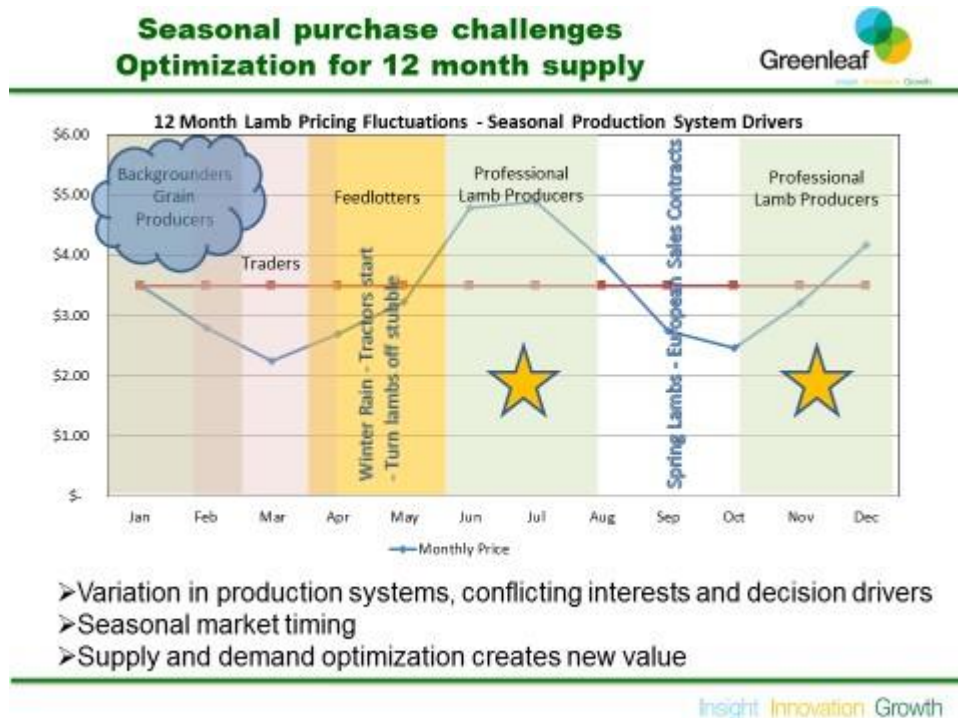 Seasonal purchase challenges
Optimization for 12 month supply
Greenleaf
Insight Innovation Growth
12 Month Lamb Pricing Fluctuations - Seasonal Production System Drivers
$6.00
$5.00
$4.00
$3.00
$2.00
$1.00
$-
Backgrounders
Grain
Producers
Traders
Feedlotters
Winter Rain - Tractors start
- Turn lambs off stubble
Professional
Lamb Producers
Spring Lambs - European Sales Contracts
Professional
Lamb Producers
Jan Feb Mar Apr May Jun Jul Aug Sep Oct Nov Dec
Monthly Price
➢Variation in production systems, conflicting interests and decision drivers
➢Seasonal market timing
➢Supply and demand optimization creates new value
Insight Innovation Growth